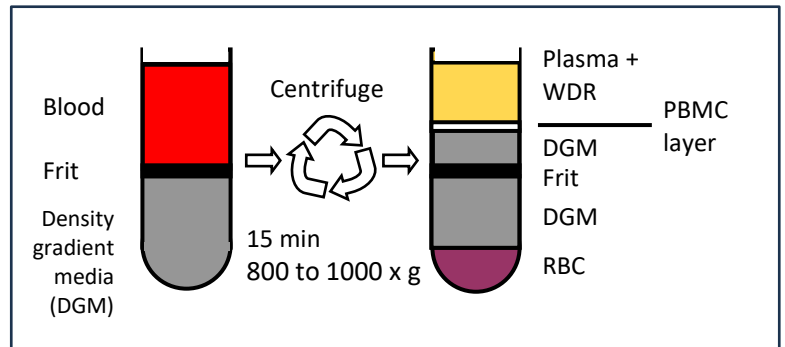 Blood
Frit
Density
gradient
media
(DGM)
Centrifuge
15 min
800 to 1000 x g
Plasma +
WDR
PBMC
layer
DGM
Frit
DGM
RBC